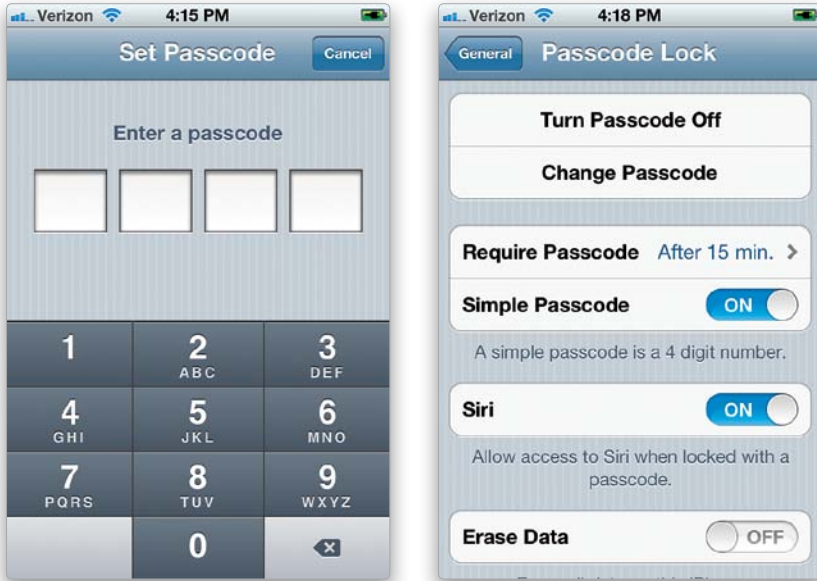 Verizon 4:15 PM
Set Passcode Cancel
Enter a passcode
1 2 3
ABC DEF
4 5 6
GHI JKL MNO
7 8 9
PQRS TUV WXYZ
0
Verizon 4:18 PM
General Passcode Lock
Turn Passcode Off
Change Passcode
Require Passcode After 15 min.
Simple Passcode ON
A simple passcode is a 4 digit number.
Siri ON
Allow access to Siri when locked with a
passcode.
Erase Data OFF